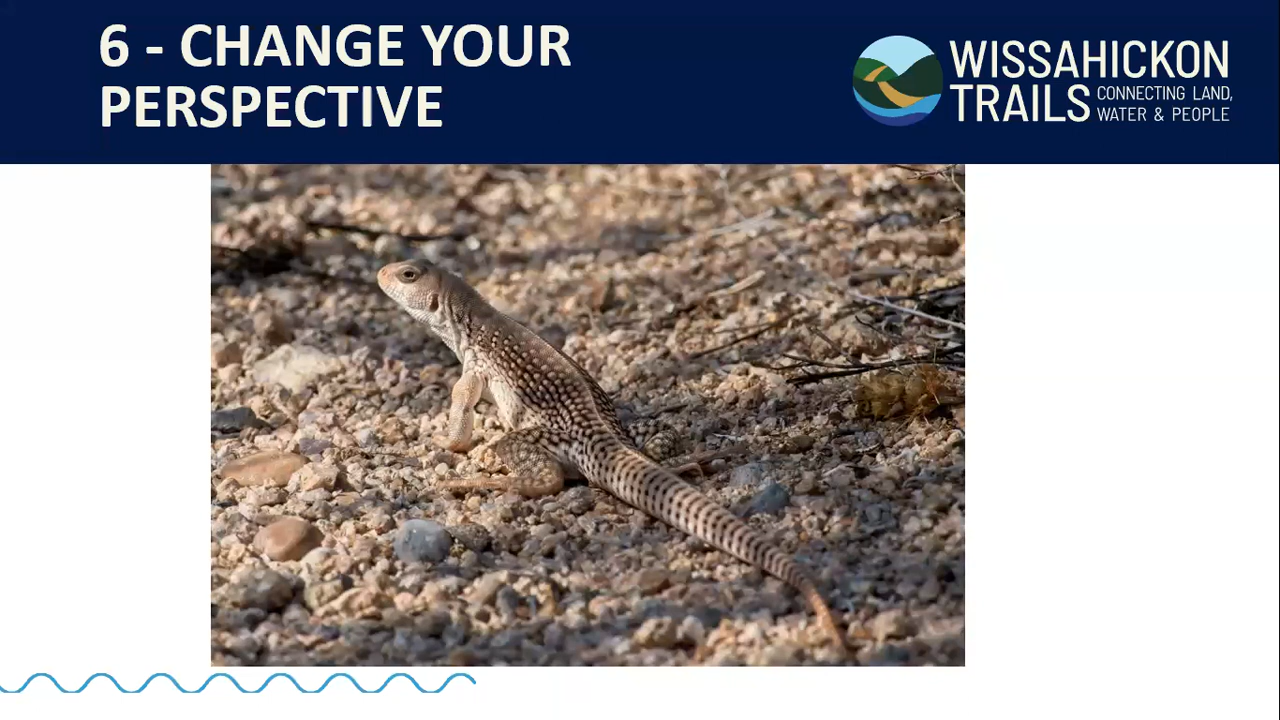 6 - CHANGE YOUR
PERSPECTIVE
WISSAHICKON
TRAILS
CONNECTING LAND,
WATER & PEOPLE